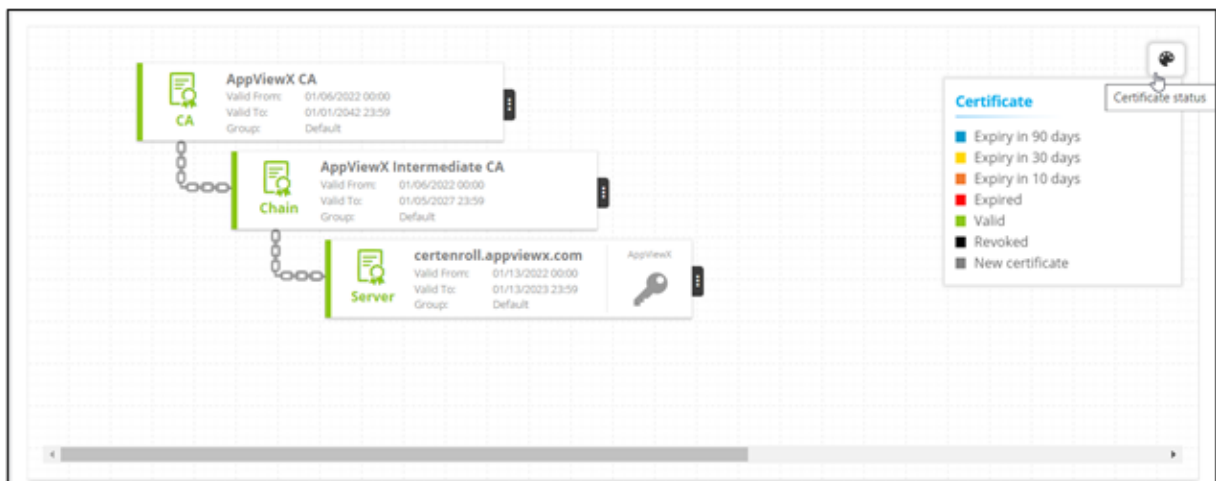 AppViewX CA
Valid From: 01/06/2022 00:00
Valid To: 01/01/2042 23:59
Group: Default
CA
AppViewX Intermediate CA
Valid From: 01/06/2022 00:00
Valid To: 01/05/2027 23:59
Group: Default
Chain
certenroll.appviewx.com
Valid From: 01/13/2022 00:00
Valid To: 01/13/2023 23:59
Group: Default
Server
AppViewX
Certificate status
Certificate
Expiry in 90 days
Expiry in 30 days
Expiry in 10 days
Expired
Valid
Revoked
New certificate